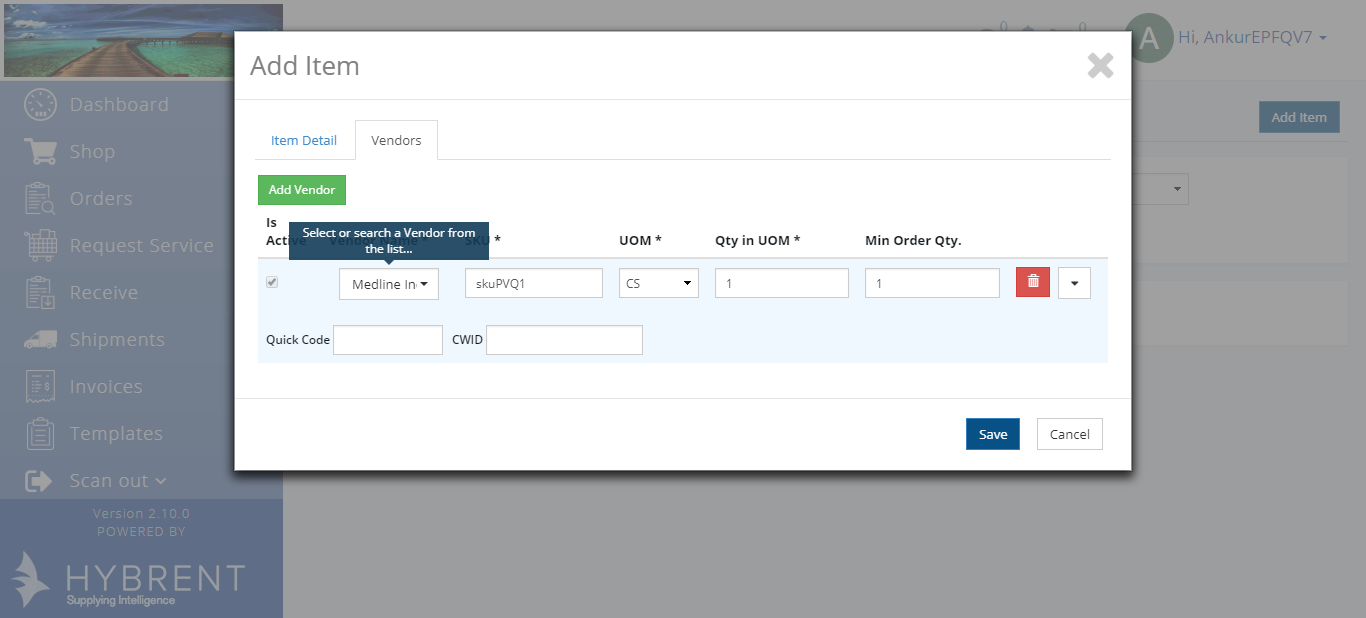 0
0
A
Hi, AnkurEPFQV7
Add Item
Add Item
Dashboard
Shop
Orders
Request Service
Receive
Shipments
Invoices
Templates
Scan out
Version 2.10.0
POWERED BY
HYBRENT
Supplying Intelligence
Item Detail
Vendors
Add Vendor
Is
Active
Vendor Name *
SKU *
UOM *
Qty in UOM *
Min Order Qty.
Select or search a Vendor from
the list...
Medline In
skuPVQ1
CS
1
1
Quick Code
CWID
Save
Cancel